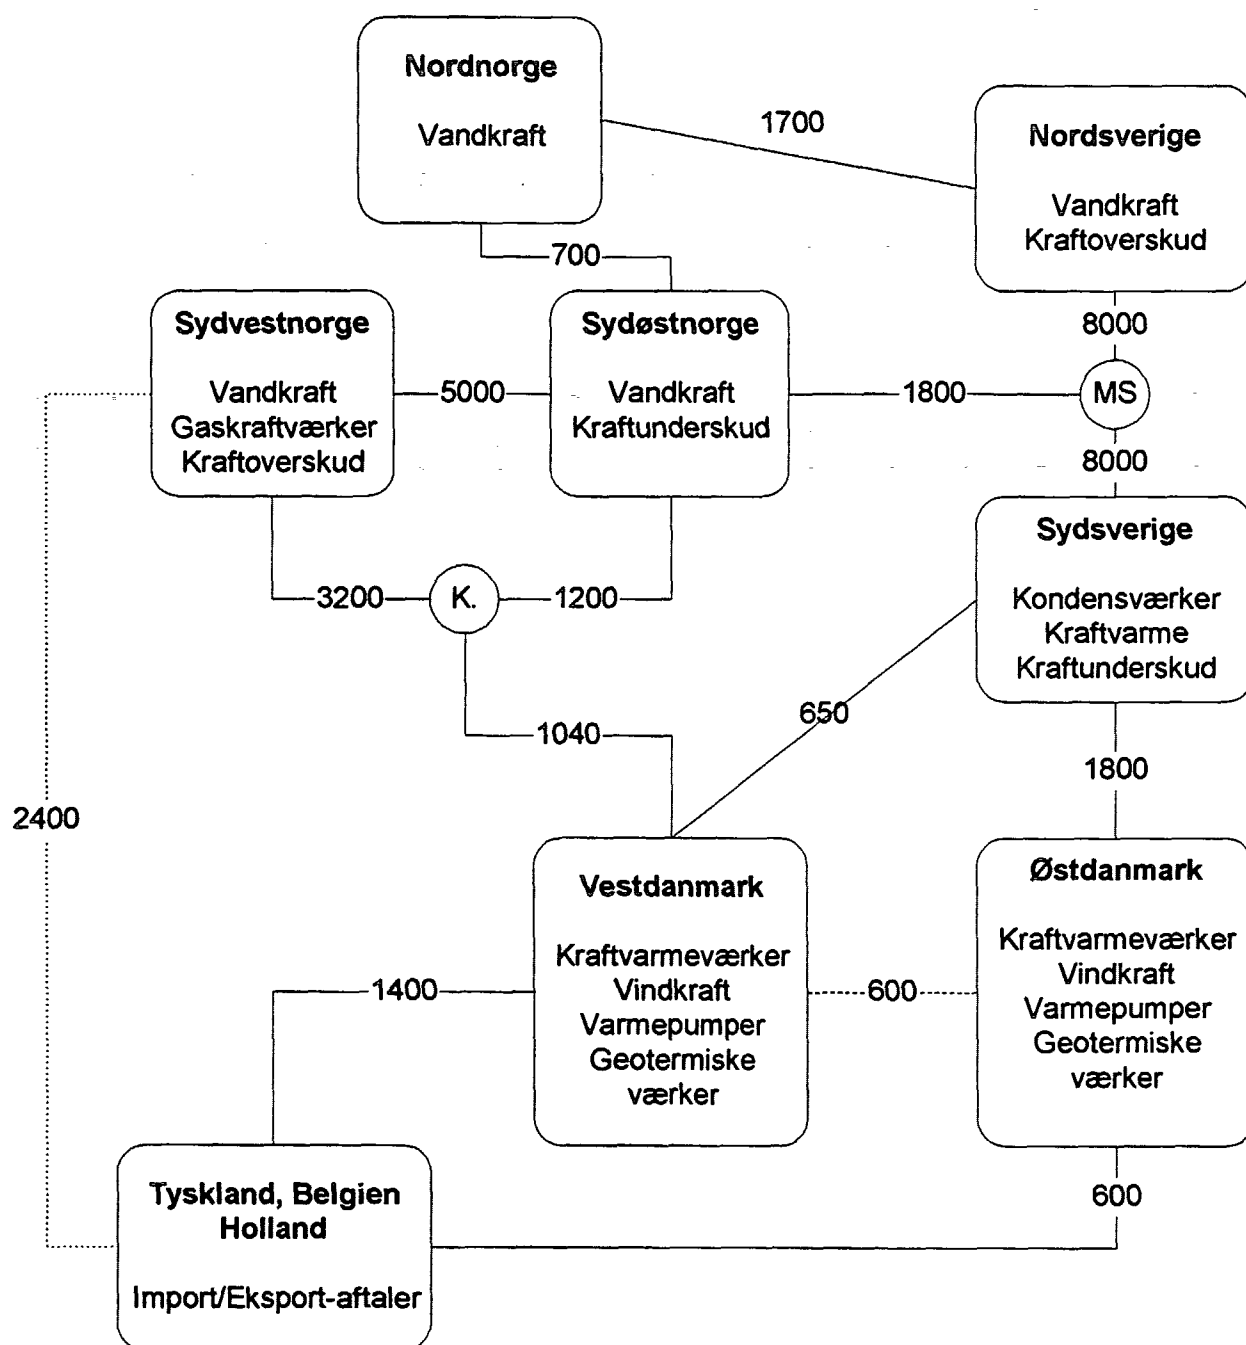 Nordnorge
Vandkraft
1700
Nordsverige
Vandkraft
Kraftoverskud
700
8000
Sydvestnorge
Vandkraft
Gaskraftværker
Kraftoverskud
5000
Sydøstnorge
Vandkraft
Kraftunderskud
1800
MS
8000
Sydsverige
Kondensværker
Kraftvarme
Kraftunderskud
3200
K.
1200
650
1040
1800
2400
Vestdanmark
Kraftvarmeværker
Vindkraft
Varmepumper
Geotermiske
værker
600
Østdanmark
Kraftvarmeværker
Vindkraft
Varmepumper
Geotermiske
værker
1400
600
Tyskland, Belgien
Holland
Import/Eksport-aftaler